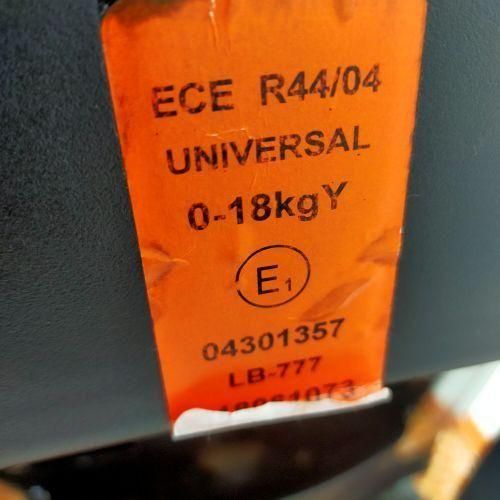 ECE R44/04
UNIVERSAL
0-18kgY
E1
04301357
LB-777